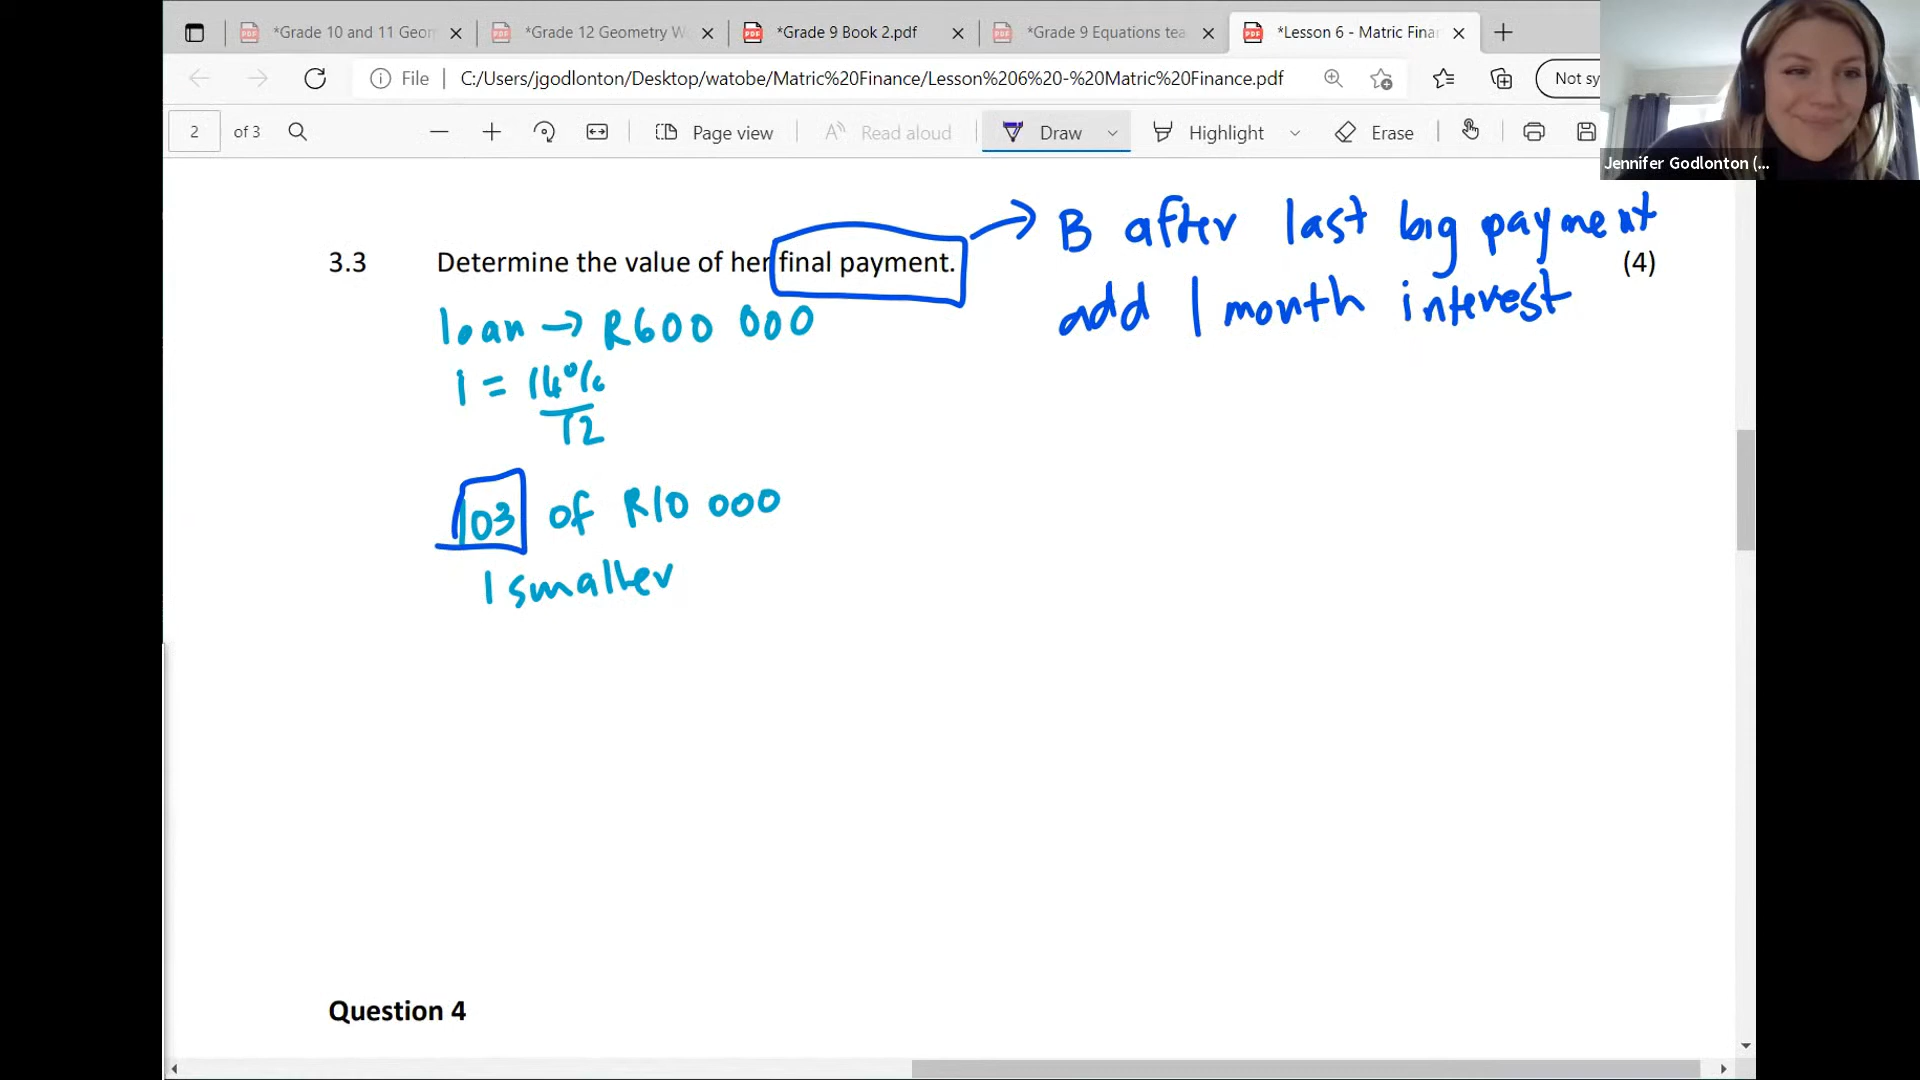 *Grade 10 and 11 Geon
*Grade 12 Geometry W
*Grade 9 Book 2.pdf
*Grade 9 Equations tea
*Lesson 6 - Matric Fina
File
C:/Users/jgodlonton/Desktop/watobe/Matric%20Finance/Lesson%206%20-%20Matric%20Finance.pdf
Not sy
2 of 3
Page view
Read aloud
Draw
Highlight
Erase
Jennifer Godlonton (...
B after last big payment
3.3 Determine the value of her final payment. (4)
add 1 month interest
loan → R600 000
i = 14%
12
103 of R10 000
1 smaller
Question 4